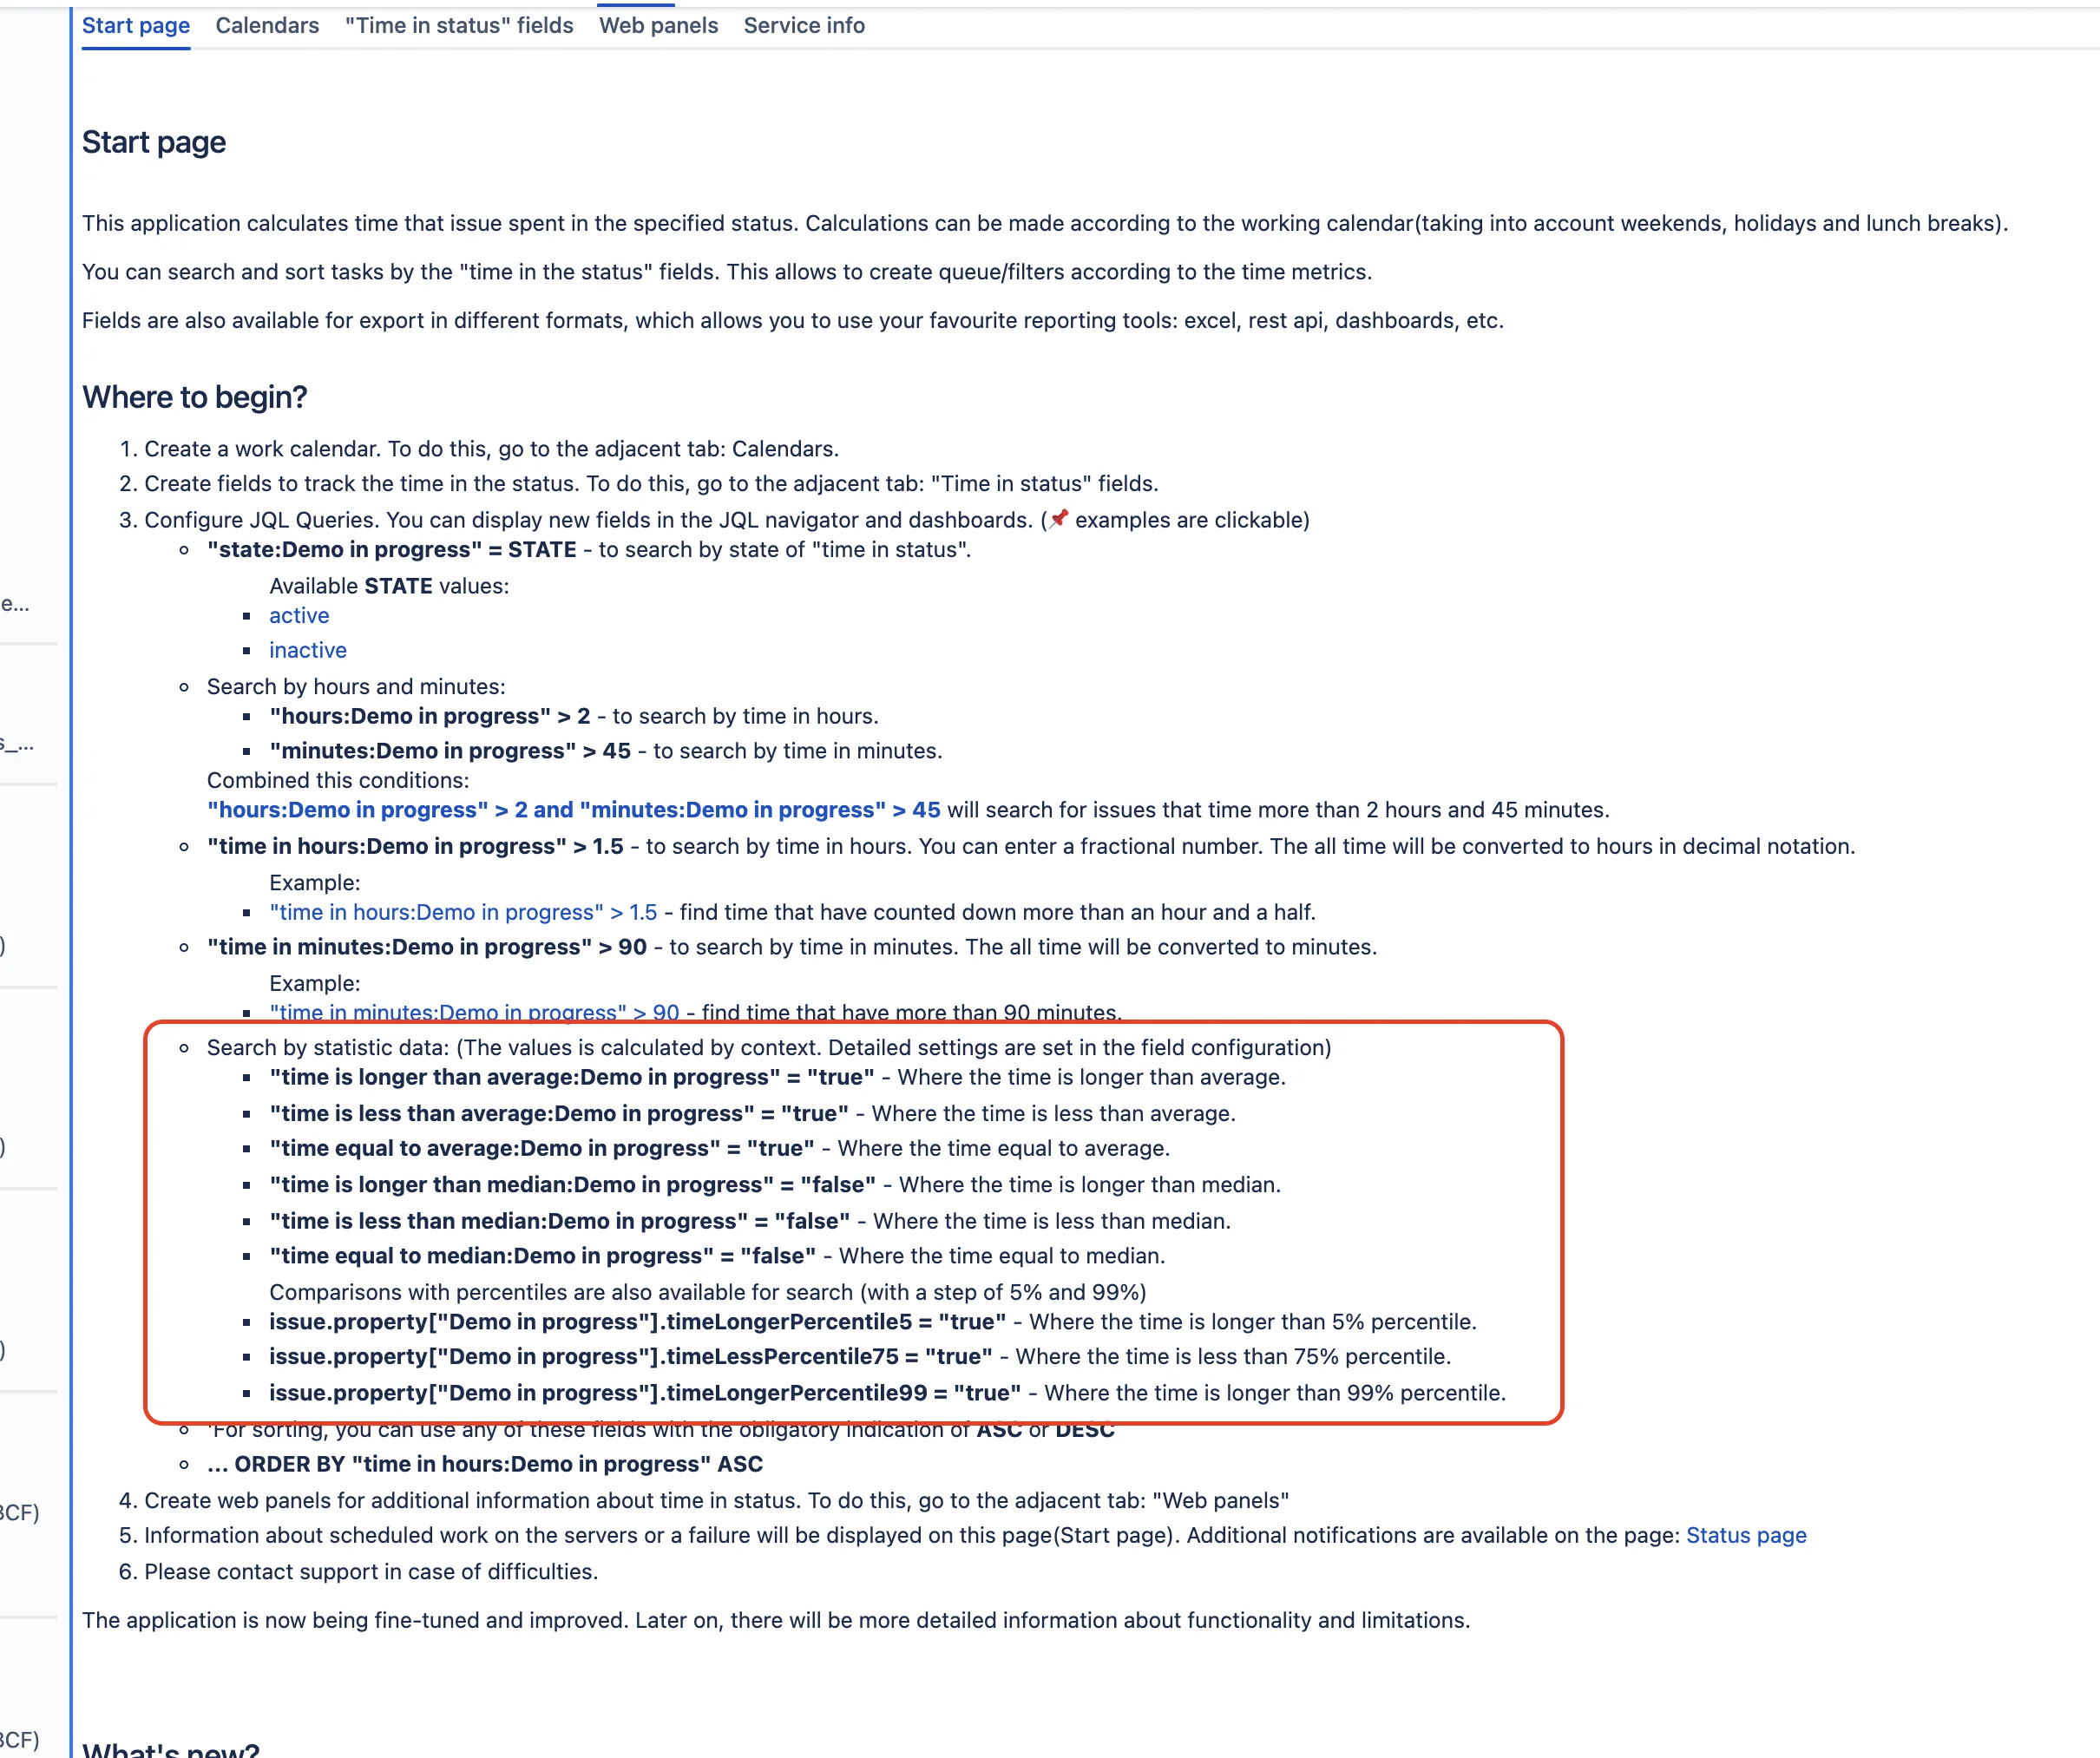 Start page Calendars "Time in status" fields Web panels Service info
Start page
This application calculates time that issue spent in the specified status. Calculations can be made according to the working calendar(taking into account weekends, holidays and lunch breaks).
You can search and sort tasks by the "time in the status" fields. This allows to create queue/filters according to the time metrics.
Fields are also available for export in different formats, which allows you to use your favourite reporting tools: excel, rest api, dashboards, etc.
Where to begin?
1. Create a work calendar. To do this, go to the adjacent tab: Calendars.
2. Create fields to track the time in the status. To do this, go to the adjacent tab: "Time in status" fields.
3. Configure JQL Queries. You can display new fields in the JQL navigator and dashboards. (📌 examples are clickable)
"state:Demo in progress" = STATE - to search by state of "time in status".
Available STATE values:
e...
active
inactive
Search by hours and minutes:
"hours:Demo in progress" > 2 - to search by time in hours.
s_...
"minutes:Demo in progress" > 45 - to search by time in minutes.
Combined this conditions:
"hours:Demo in progress" > 2 and "minutes:Demo in progress" > 45 will search for issues that time more than 2 hours and 45 minutes.
"time in hours:Demo in progress" > 1.5 - to search by time in hours. You can enter a fractional number. The all time will be converted to hours in decimal notation.
Example:
"time in hours:Demo in progress" > 1.5 - find time that have counted down more than an hour and a half.
)
"time in minutes:Demo in progress" > 90 - to search by time in minutes. The all time will be converted to minutes.
Example:
"time in minutes:Demo in progress" > 90 - find time that have more than 90 minutes.
Search by statistic data: (The values is calculated by context. Detailed settings are set in the field configuration)
"time is longer than average:Demo in progress" = "true" - Where the time is longer than average.
"time is less than average:Demo in progress" = "true" - Where the time is less than average.
)
"time equal to average:Demo in progress" = "true" - Where the time equal to average.
"time is longer than median:Demo in progress" = "false" - Where the time is longer than median.
"time is less than median:Demo in progress" = "false" - Where the time is less than median.
"time equal to median:Demo in progress" = "false" - Where the time equal to median.
Comparisons with percentiles are also available for search (with a step of 5% and 99%)
issue.property["Demo in progress"].timeLongerPercentile5 = "true" - Where the time is longer than 5% percentile.
)
issue.property["Demo in progress"].timeLessPercentile75 = "true" - Where the time is less than 75% percentile.
issue.property["Demo in progress"].timeLongerPercentile99 = "true" - Where the time is longer than 99% percentile.
'For sorting, you can use any of these fields with the obligatory indication of ASC or DESC
... ORDER BY "time in hours:Demo in progress" ASC
4. Create web panels for additional information about time in status. To do this, go to the adjacent tab: "Web panels"
BCF)
5. Information about scheduled work on the servers or a failure will be displayed on this page(Start page). Additional notifications are available on the page: Status page
6. Please contact support in case of difficulties.
The application is now being fine-tuned and improved. Later on, there will be more detailed information about functionality and limitations.
BCF)
What's new?